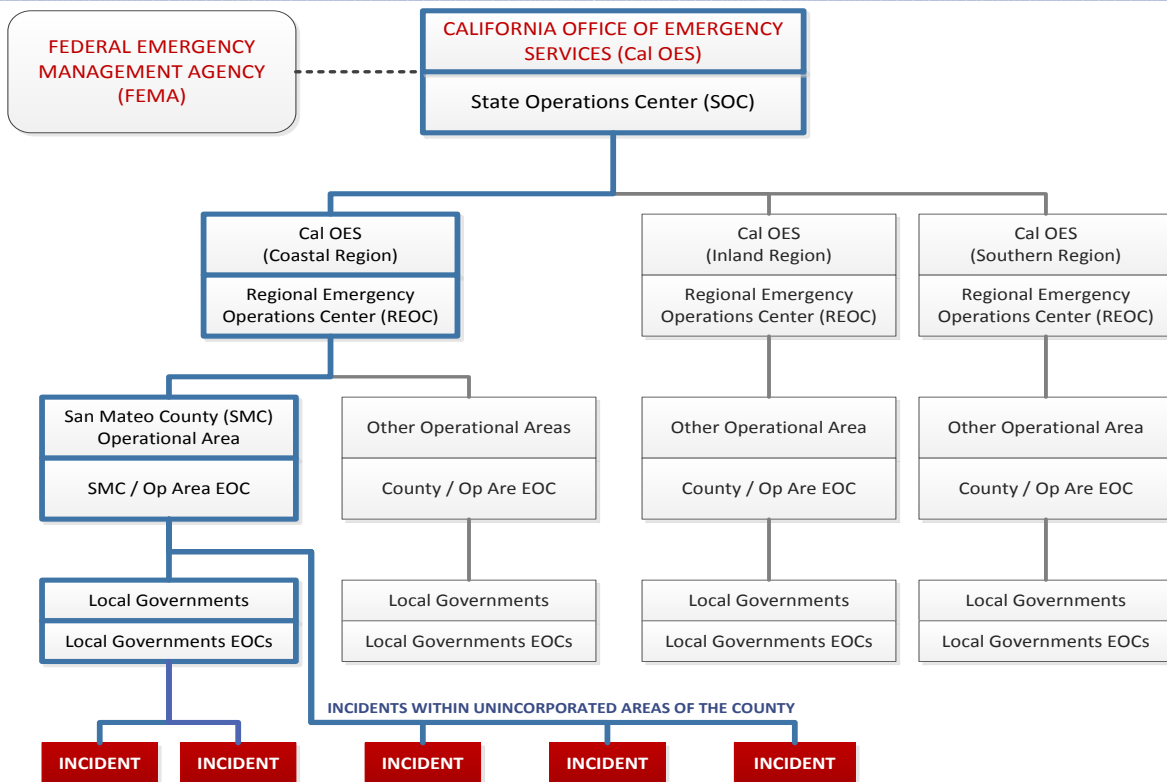 FEDERAL EMERGENCY
MANAGEMENT AGENCY
(FEMA)
CALIFORNIA OFFICE OF EMERGENCY
SERVICES (Cal OES)
State Operations Center (SOC)
Cal OES
(Coastal Region)
Regional Emergency
Operations Center (REOC)
Cal OES
(Inland Region)
Regional Emergency
Operations Center (REOC)
Cal OES
(Southern Region)
Regional Emergency
Operations Center (REOC)
San Mateo County (SMC)
Operational Area
SMC / Op Area EOC
Other Operational Areas
County / Op Are EOC
Other Operational Area
County / Op Are EOC
Other Operational Area
County / Op Are EOC
Local Governments
Local Governments EOCs
Local Governments
Local Governments EOCs
Local Governments
Local Governments EOCs
Local Governments
Local Governments EOCs
INCIDENTS WITHIN UNINCORPORATED AREAS OF THE COUNTY
INCIDENT
INCIDENT
INCIDENT
INCIDENT
INCIDENT